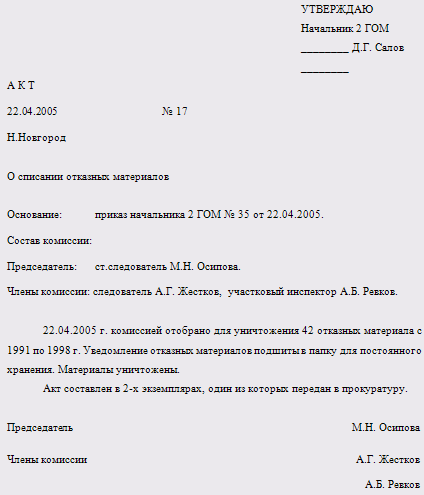 УТВЕРЖДАЮ
Начальник 2 ГОМ
_________ Д.Г. Салов
_________
А К Т
22.04.2005 № 17
Н.Новгород
О списании отказных материалов
Основание: приказ начальника 2 ГОМ № 35 от 22.04.2005.
Состав комиссии:
Председатель: ст.следователь М.Н. Осипова.
Члены комиссии: следователь А.Г. Жестков, участковый инспектор А.Б. Ревков.
22.04.2005 г. комиссией отобрано для уничтожения 42 отказных материала с
1991 по 1998 г. Уведомление отказных материалов подшиты в папку для постоянного
хранения. Материалы уничтожены.
Акт составлен в 2-х экземплярах, один из которых передан в прокуратуру.
Председатель М.Н. Осипова
Члены комиссии А.Г. Жестков
А.Б. Ревков